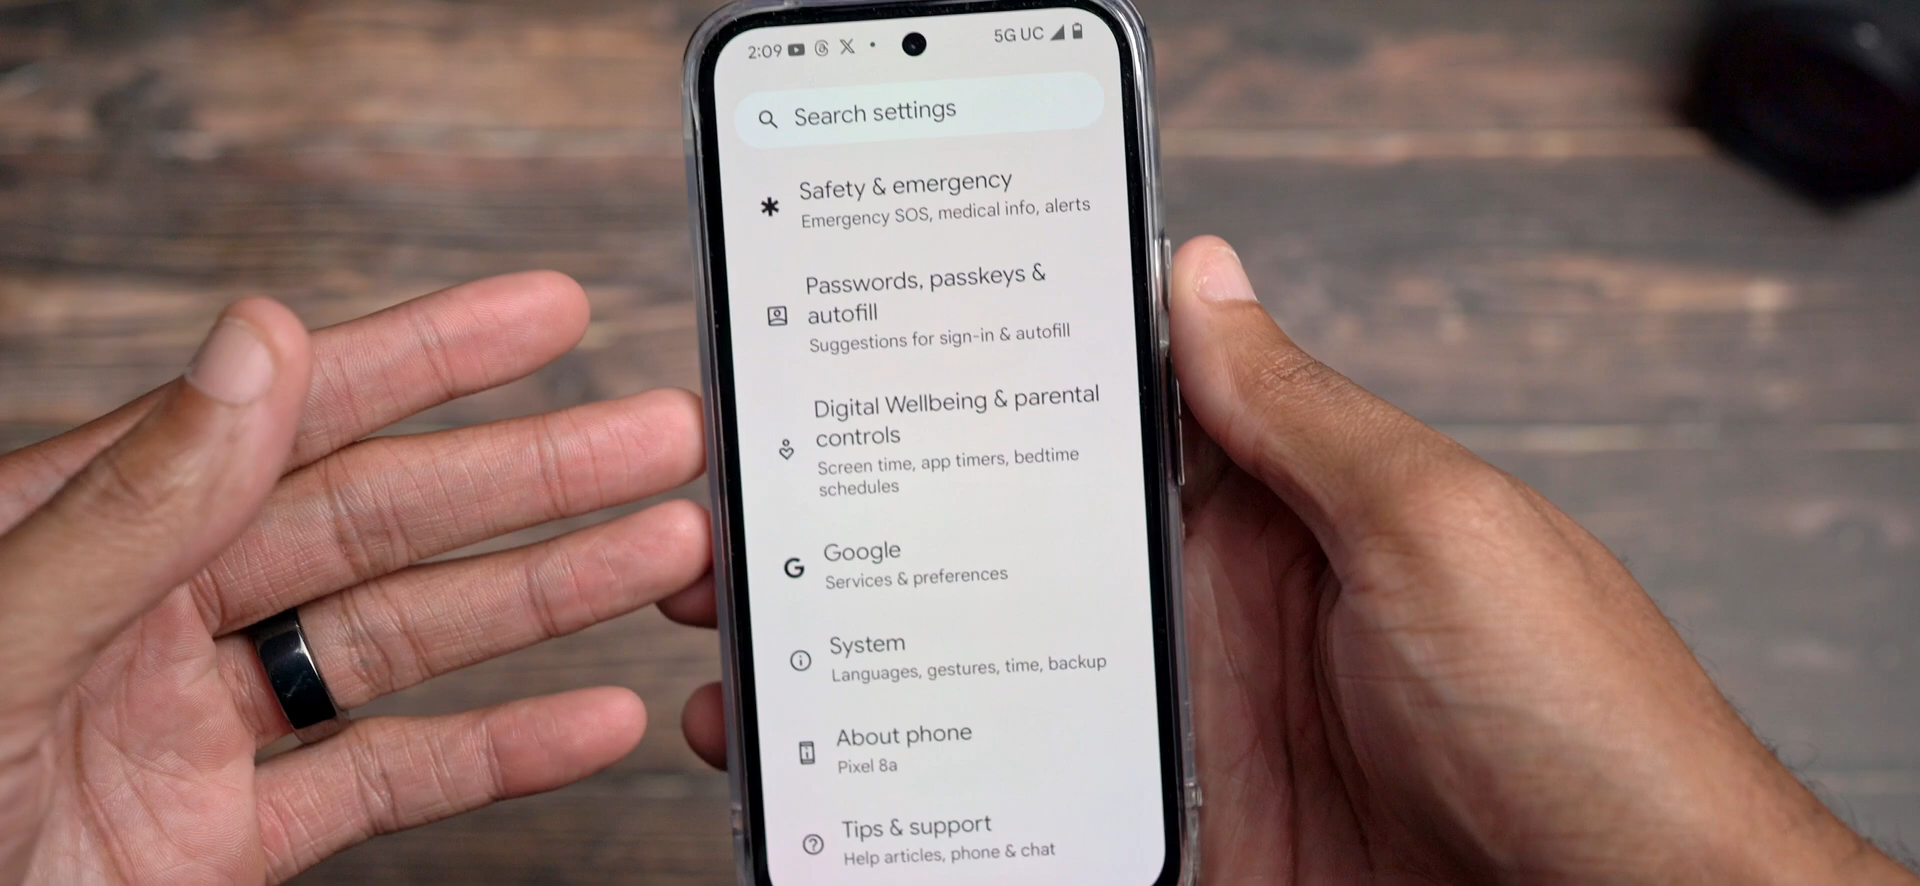 2:09
5G UC
Search settings
Safety & emergency
Emergency SOS, medical info, alerts
Passwords, passkeys &
autofill
Suggestions for sign-in & autofill
Digital Wellbeing & parental
controls
Screen time, app timers, bedtime
schedules
Google
Services & preferences
System
Languages, gestures, time, backup
About phone
Pixel 8a
Tips & support
Help articles, phone & chat